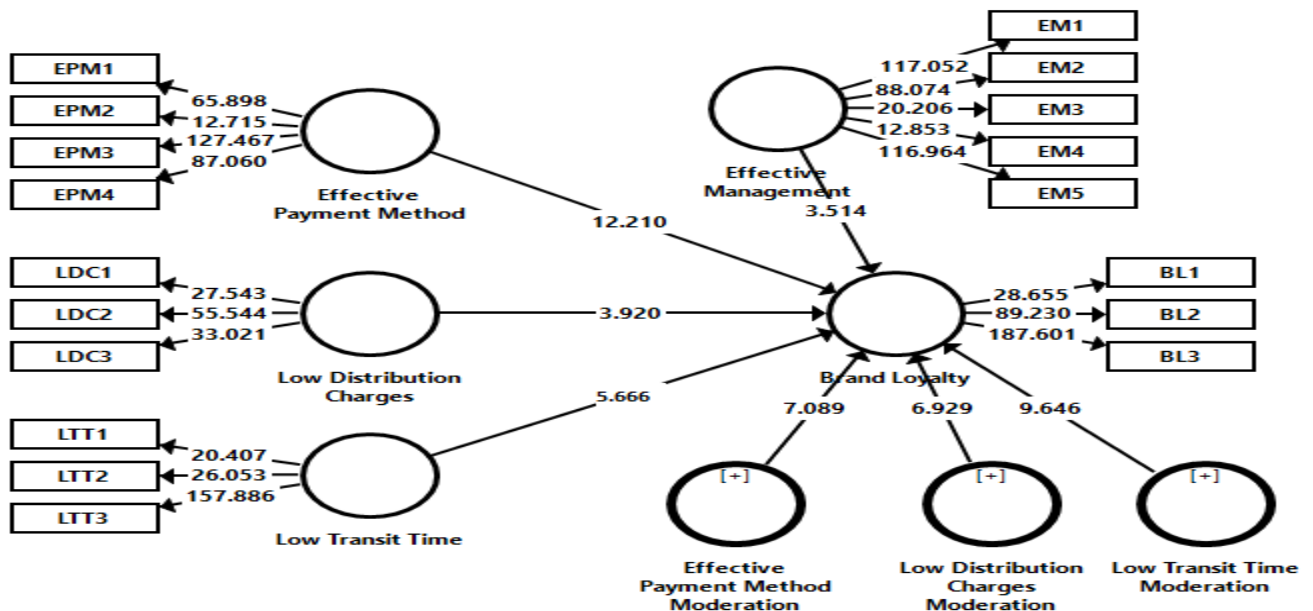 EPM1
EPM2
EPM3
EPM4
65.898
12.715
127.467
87.060
Effective
Payment Method
EM1
EM2
EM3
EM4
EM5
117.052
88.074
20.206
12.853
116.964
Effective
Management
3.514
12.210
LDC1
LDC2
LDC3
27.543
55.544
33.021
Low Distribution
Charges
3.920
BL1
BL2
BL3
28.655
89.230
187.601
Brand Loyalty
LTT1
LTT2
LTT3
20.407
26.053
157.886
Low Transit Time
5.666
7.089
6.929
9.646
[+]
Effective
Payment Method
Moderation
[+]
Low Distribution
Charges
Moderation
[+]
Low Transit Time
Moderation